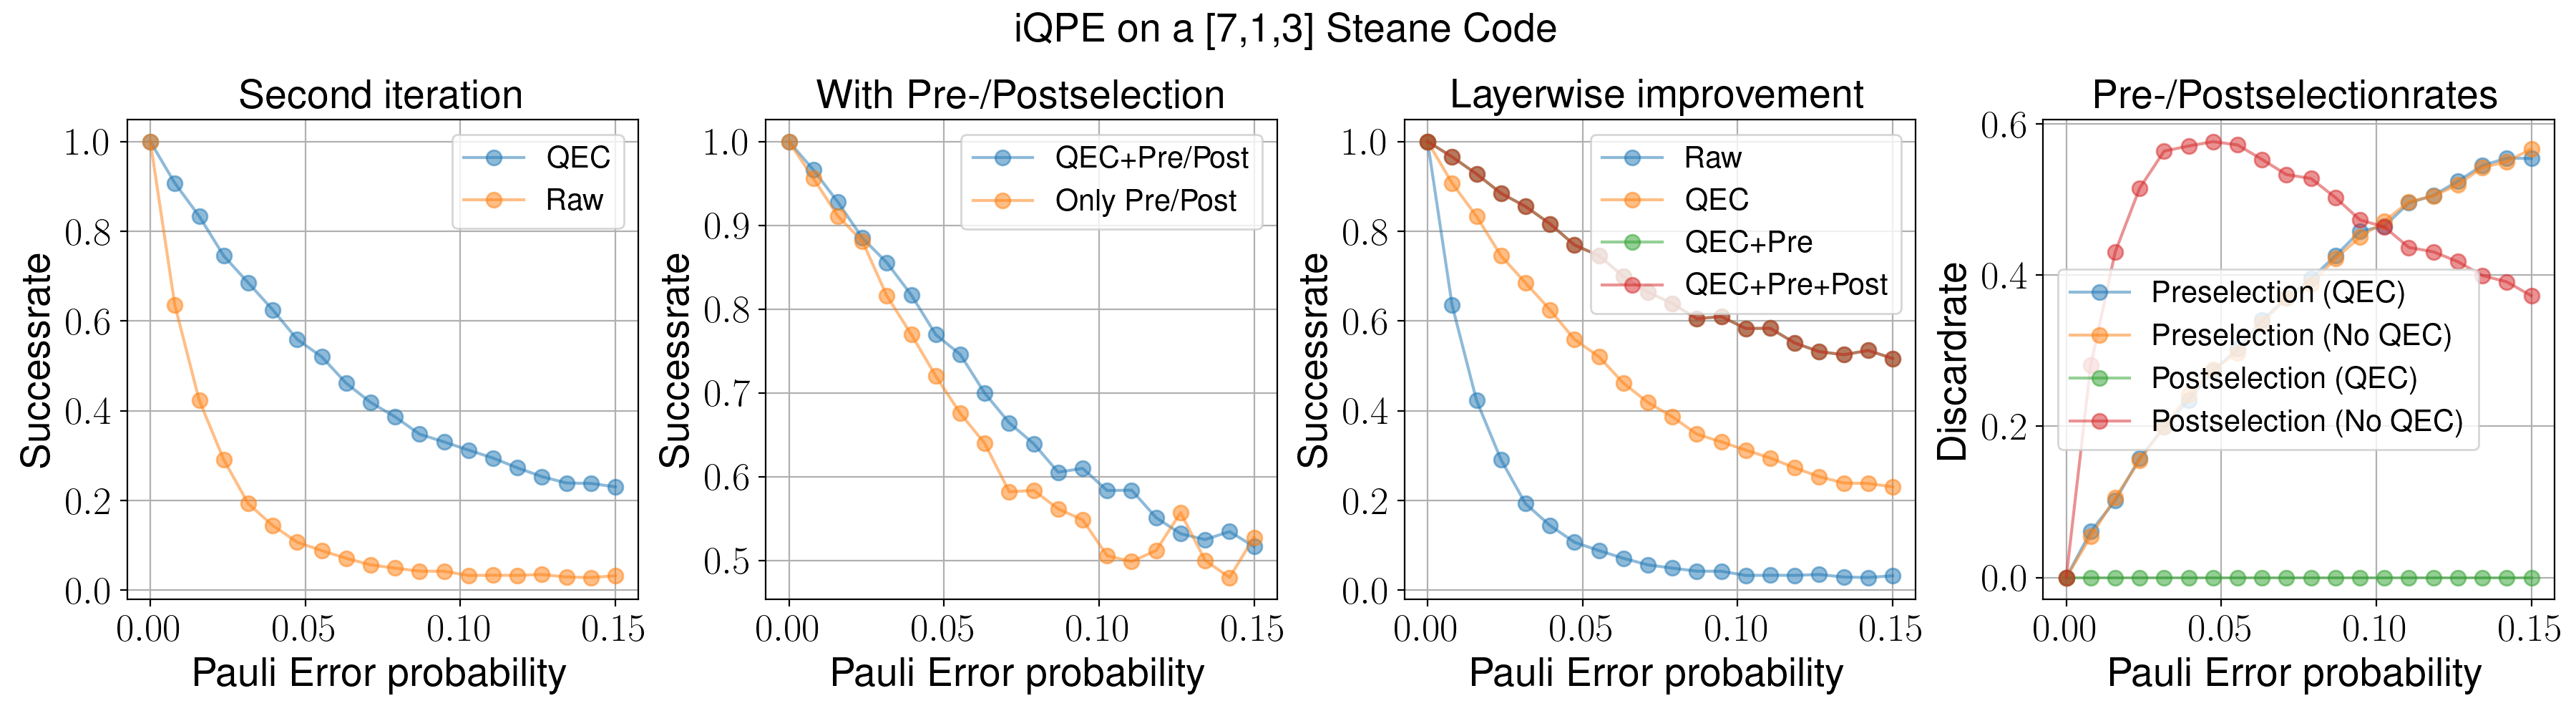 iQPE on a [7,1,3] Steane Code
Second iteration
1.0
0.8
0.6
0.4
0.2
0.0
Successrate
QEC
Raw
0.00 0.05 0.10 0.15
Pauli Error probability
With Pre-/Postselection
1.0
0.9
0.8
0.7
0.6
0.5
Successrate
QEC+Pre/Post
Only Pre/Post
0.00 0.05 0.10 0.15
Pauli Error probability
Layerwise improvement
1.0
0.8
0.6
0.4
0.2
0.0
Successrate
Raw
QEC
QEC+Pre
QEC+Pre+Post
0.00 0.05 0.10 0.15
Pauli Error probability
Pre-/Postselectionrates
0.6
0.4
0.2
0.0
Discardrate
Preselection (QEC)
Preselection (No QEC)
Postselection (QEC)
Postselection (No QEC)
0.00 0.05 0.10 0.15
Pauli Error probability